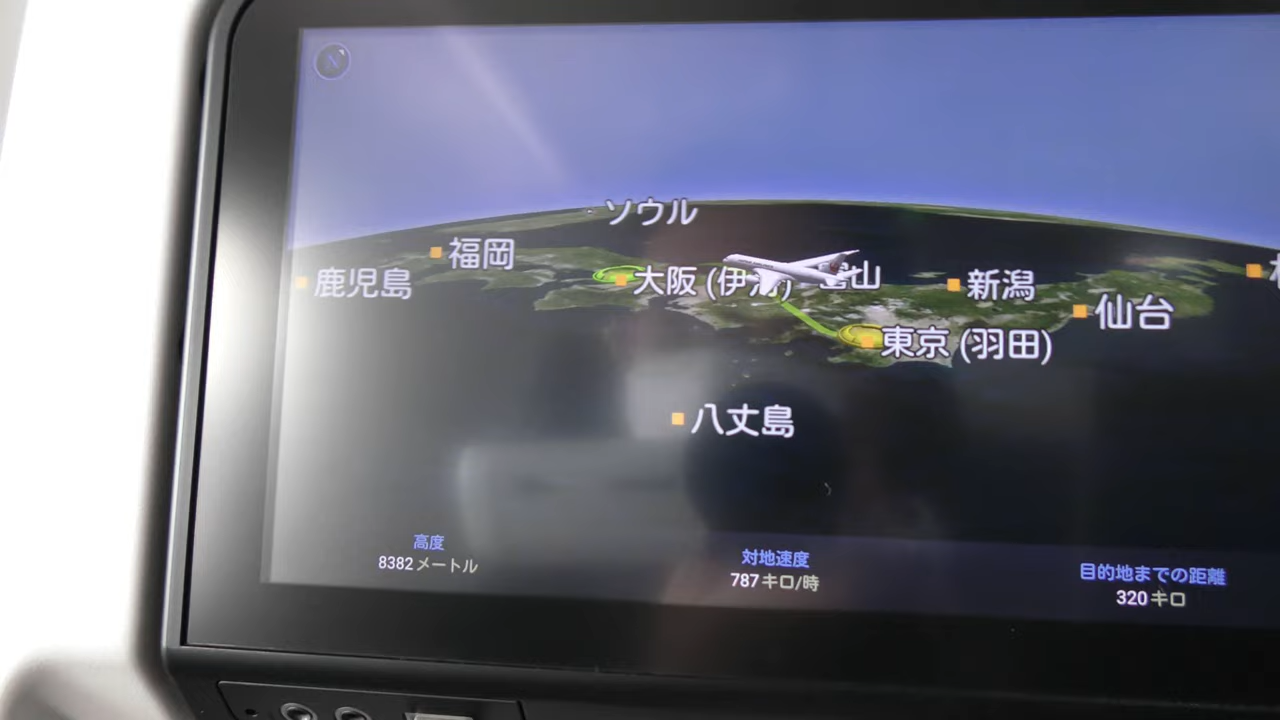 N
ソウル
福岡
鹿児島
大阪 (伊
山
新潟
仙台
東京 (羽田)
八丈島
高度
8382メートル
対地速度
787キロ/時
目的地までの距離
320キロ